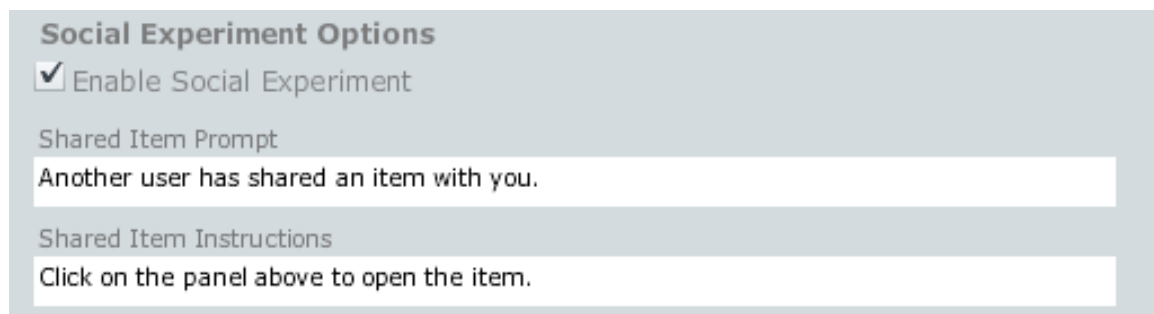 Social Experiment Options
Enable Social Experiment
Shared Item Prompt
Another user has shared an item with you.
Shared Item Instructions
Click on the panel above to open the item.